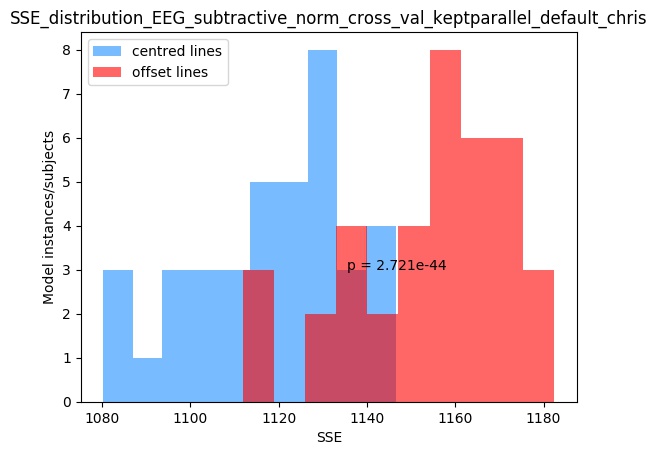 SSE_distribution_EEG_subtractive_norm_cross_val_keptparallel_default_chris
centred lines
offset lines
Model instances/subjects
8
7
6
5
4
3
2
1
0
p = 2.721e-44
1080 1100 1120 1140 1160 1180
SSE